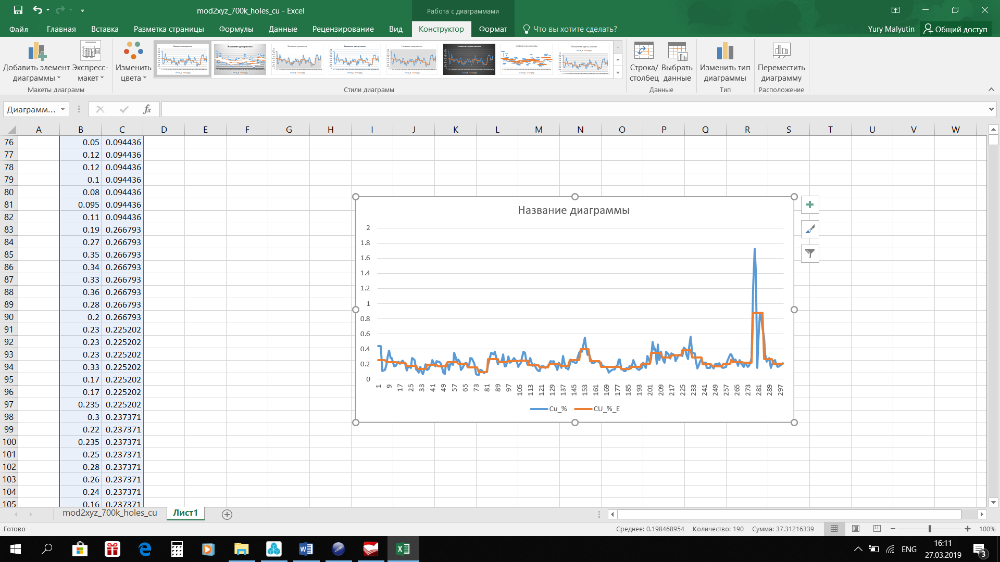 mod2xyz_700k_holes_cu - Excel
Работа с диаграммами
Файл Главная Вставка Разметка страницы Формулы Данные Рецензирование Вид Конструктор Формат Что вы хотите сделать? Yury Malyutin Общий доступ
Добавить элемент диаграммы
Экспресс-макет
Изменить цвета
Строка/столбец
Выбрать данные
Изменить тип диаграммы
Переместить диаграмму
Макеты диаграмм Стили диаграмм Данные Тип Расположение
Диаграмм... fx
A B C D E F G H I J K L M N O P Q R S T U V W
76 0.05 0.094436
77 0.12 0.094436
78 0.12 0.094436
79 0.1 0.094436
80 0.08 0.094436
81 0.095 0.094436
82 0.11 0.094436
83 0.19 0.266793
84 0.27 0.266793
85 0.35 0.266793
86 0.34 0.266793
87 0.33 0.266793
88 0.36 0.266793
89 0.28 0.266793
90 0.2 0.266793
91 0.23 0.225202
92 0.23 0.225202
93 0.23 0.225202
94 0.33 0.225202
95 0.17 0.225202
96 0.17 0.225202
97 0.235 0.225202
98 0.3 0.237371
99 0.22 0.237371
100 0.235 0.237371
101 0.25 0.237371
102 0.28 0.237371
103 0.26 0.237371
104 0.24 0.237371
105 0.16 0.237371
Название диаграммы
2
1.8
1.6
1.4
1.2
1
0.8
0.6
0.4
0.2
0
1 9 17 25 33 41 49 57 65 73 81 89 97 105 113 121 129 137 145 153 161 169 177 185 193 201 209 217 225 233 241 249 257 265 273 281 289 297
Cu_% CU_%_E
mod2xyz_700k_holes_cu Лист1
Готово Среднее: 0.198468954 Количество: 190 Сумма: 37.31216339 100%
ENG 16:11
27.03.2019 3